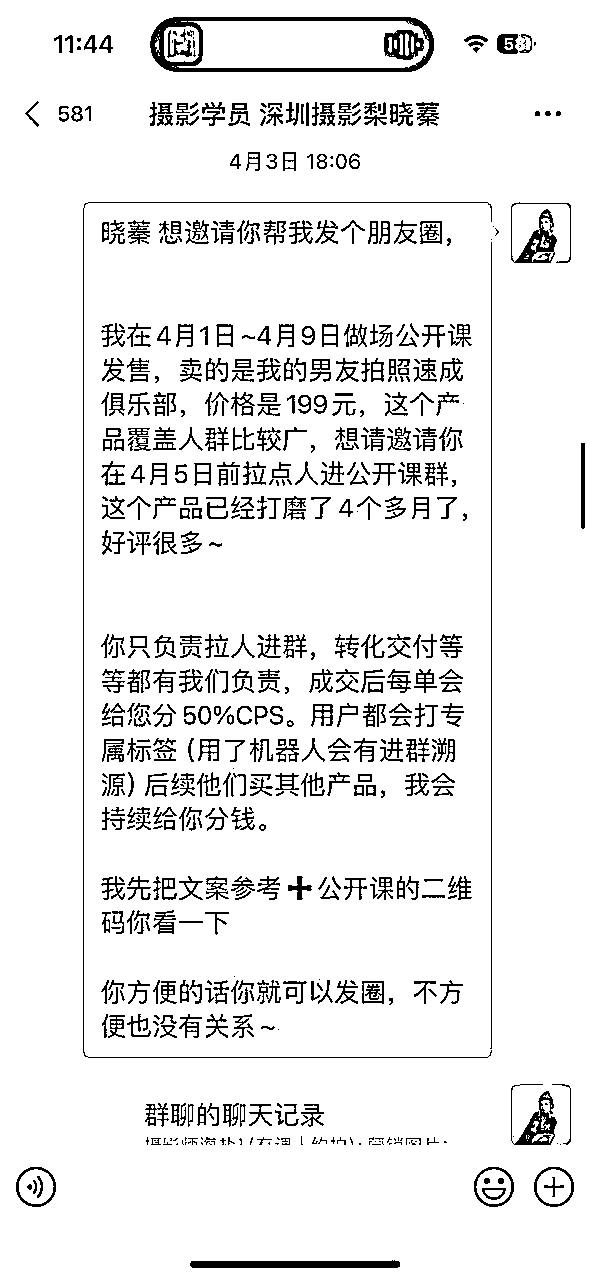 11:44
58
581
摄影学员 深圳摄影梨晓蓁
4月3日 18:06
晓蓁 想邀请你帮我发个朋友圈，
我在4月1日~4月9日做场公开课
发售，卖的是我的男友拍照速成
俱乐部，价格是199元，这个产
品覆盖人群比较广，想请邀请你
在4月5日前拉点人进公开课群，
这个产品已经打磨了4个多月了，
好评很多~
你只负责拉人进群，转化交付等
等都有我们负责，成交后每单会
给您分50%CPS。用户都会打专
属标签（用了机器人会有进群溯
源）后续他们买其他产品，我会
持续给你分钱。
我先把文案参考➕公开课的二维
码你看一下
你方便的话你就可以发圈，不方
便也没有关系~
群聊的聊天记录